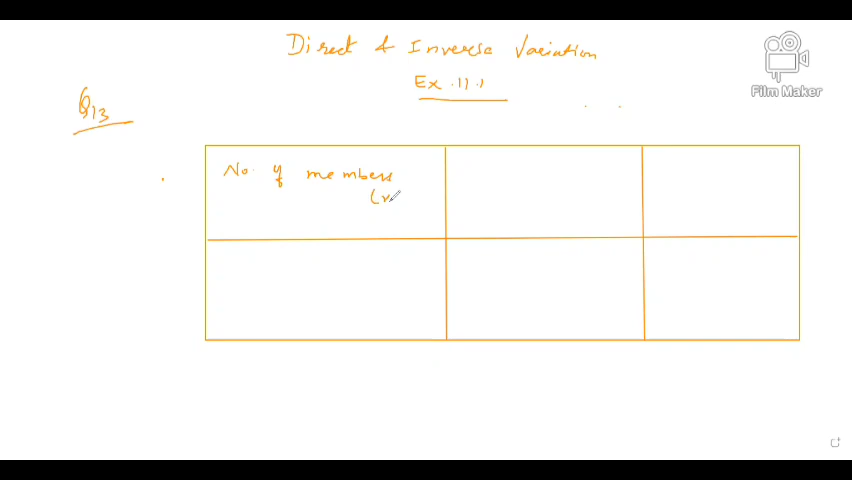 Direct & Inverse Variation
Ex. 11.1
Film Maker
Q13
No. of members
(x